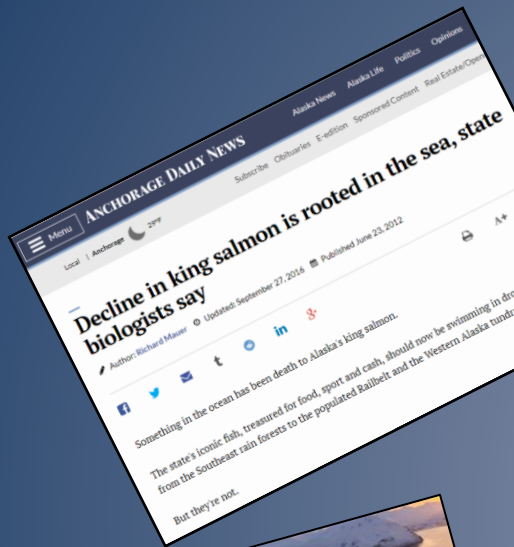 Alaska News Alaska Life Politics Opinions
Menu ANCHORAGE DAILY NEWS
Subscribe Obituaries E-edition Sponsored Content Real Estate/Open
Local | Anchorage 29°F
Decline in king salmon is rooted in the sea, state
biologists say
Author: Richard Mauer Updated: September 27, 2016 Published June 23, 2012
A+
Something in the ocean has been death to Alaska's king salmon.
The state's iconic fish, treasured for food, sport and cash, should now be swimming in
from the Southeast rain forests to the populated Railbelt and the Western Alaska
But they're not.